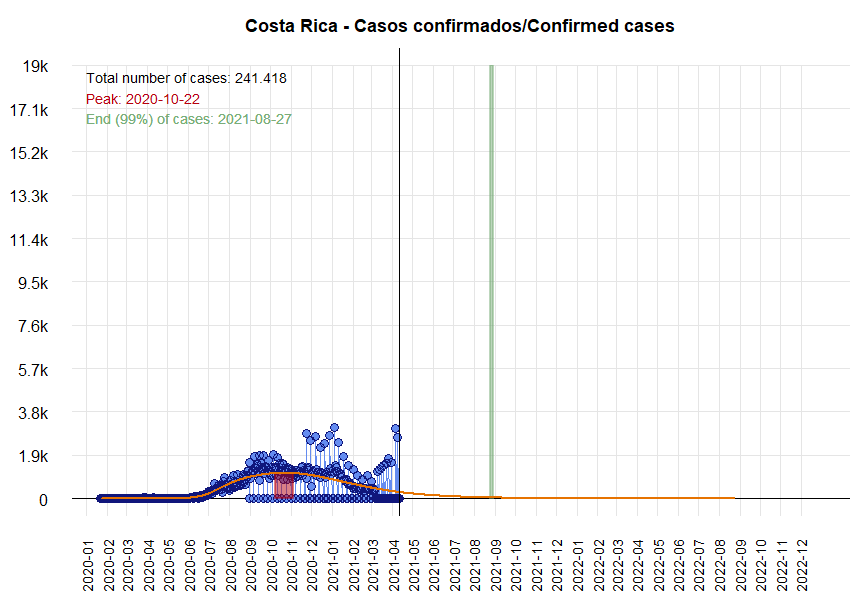 Costa Rica - Casos confirmados/Confirmed cases
19k
17.1k
15.2k
13.3k
11.4k
9.5k
7.6k
5.7k
3.8k
1.9k
0
Total number of cases: 241.418
Peak: 2020-10-22
End (99%) of cases: 2021-08-27
2020-01
2020-02
2020-03
2020-04
2020-05
2020-06
2020-07
2020-08
2020-09
2020-10
2020-11
2020-12
2021-01
2021-02
2021-03
2021-04
2021-05
2021-06
2021-07
2021-08
2021-09
2021-10
2021-11
2021-12
2022-01
2022-02
2022-03
2022-04
2022-05
2022-06
2022-07
2022-08
2022-09
2022-10
2022-11
2022-12